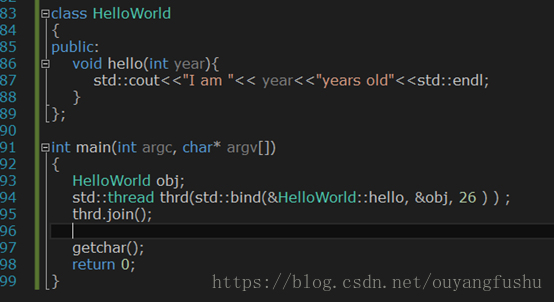 83 class HelloWorld
84 {
85 public:
86     void hello(int year){
87         std::cout<<"I am "<< year<<"years old"<<std::endl;
88     }
89 };
90
91 int main(int argc, char* argv[])
92 {
93     HelloWorld obj;
94     std::thread thrd(std::bind(&HelloWorld::hello, &obj, 26 ) ) ;
95     thrd.join();
96
97     getchar();
98     return 0;
99 }
https://blog.csdn.net/ouyangfushu